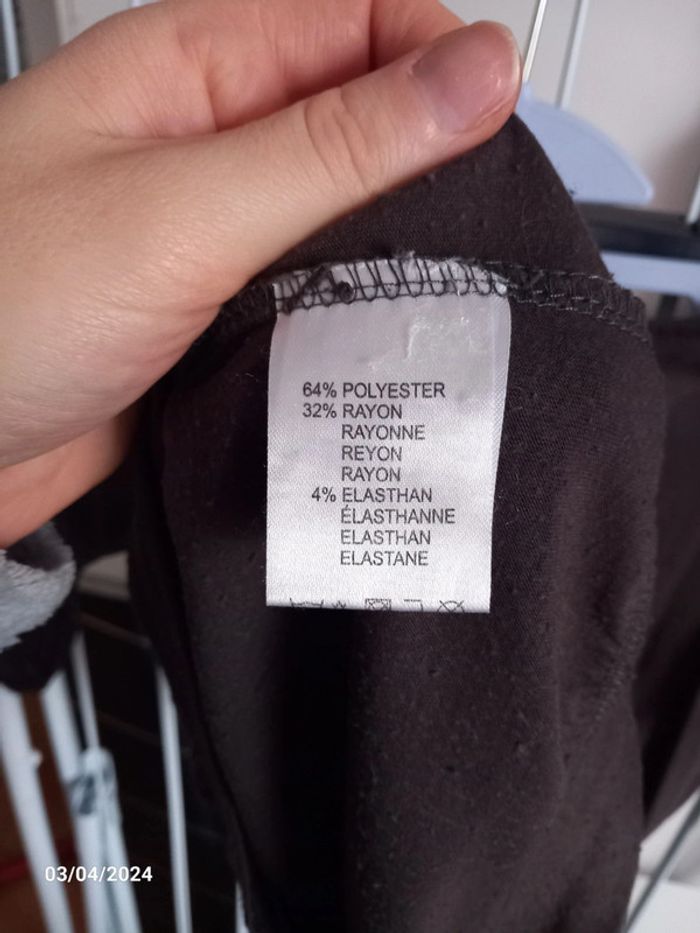 64% POLYESTER
32% RAYON
RAYONNE
REYON
RAYON
4% ELASTHAN
ÉLASTHANNE
ELASTHAN
ELASTANE
03/04/2024